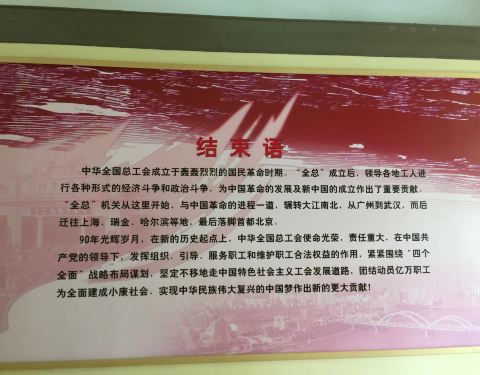 结束语
中华全国总工会成立于轰轰烈烈的国民革命时期。“全总”成立后，领导各地工人进
行各种形式的经济斗争和政治斗争，为中国革命的发展及新中国的成立作出了重要贡献。
“全总”机关从这里开始，与中国革命的进程一道，辗转大江南北，从广州到武汉，而后
迁往上海、瑞金、哈尔滨等地，最后落脚首都北京。
90年光辉岁月，在新的历史起点上，中华全国总工会使命光荣，责任重大，在中国共
产党的领导下，发挥组织、引导、服务职工和维护职工合法权益的作用，紧紧围绕“四个
全面”战略布局谋划，坚定不移地走中国特色社会主义工会发展道路，团结动员亿万职工
为全面建成小康社会，实现中华民族伟大复兴的中国梦作出新的更大贡献！